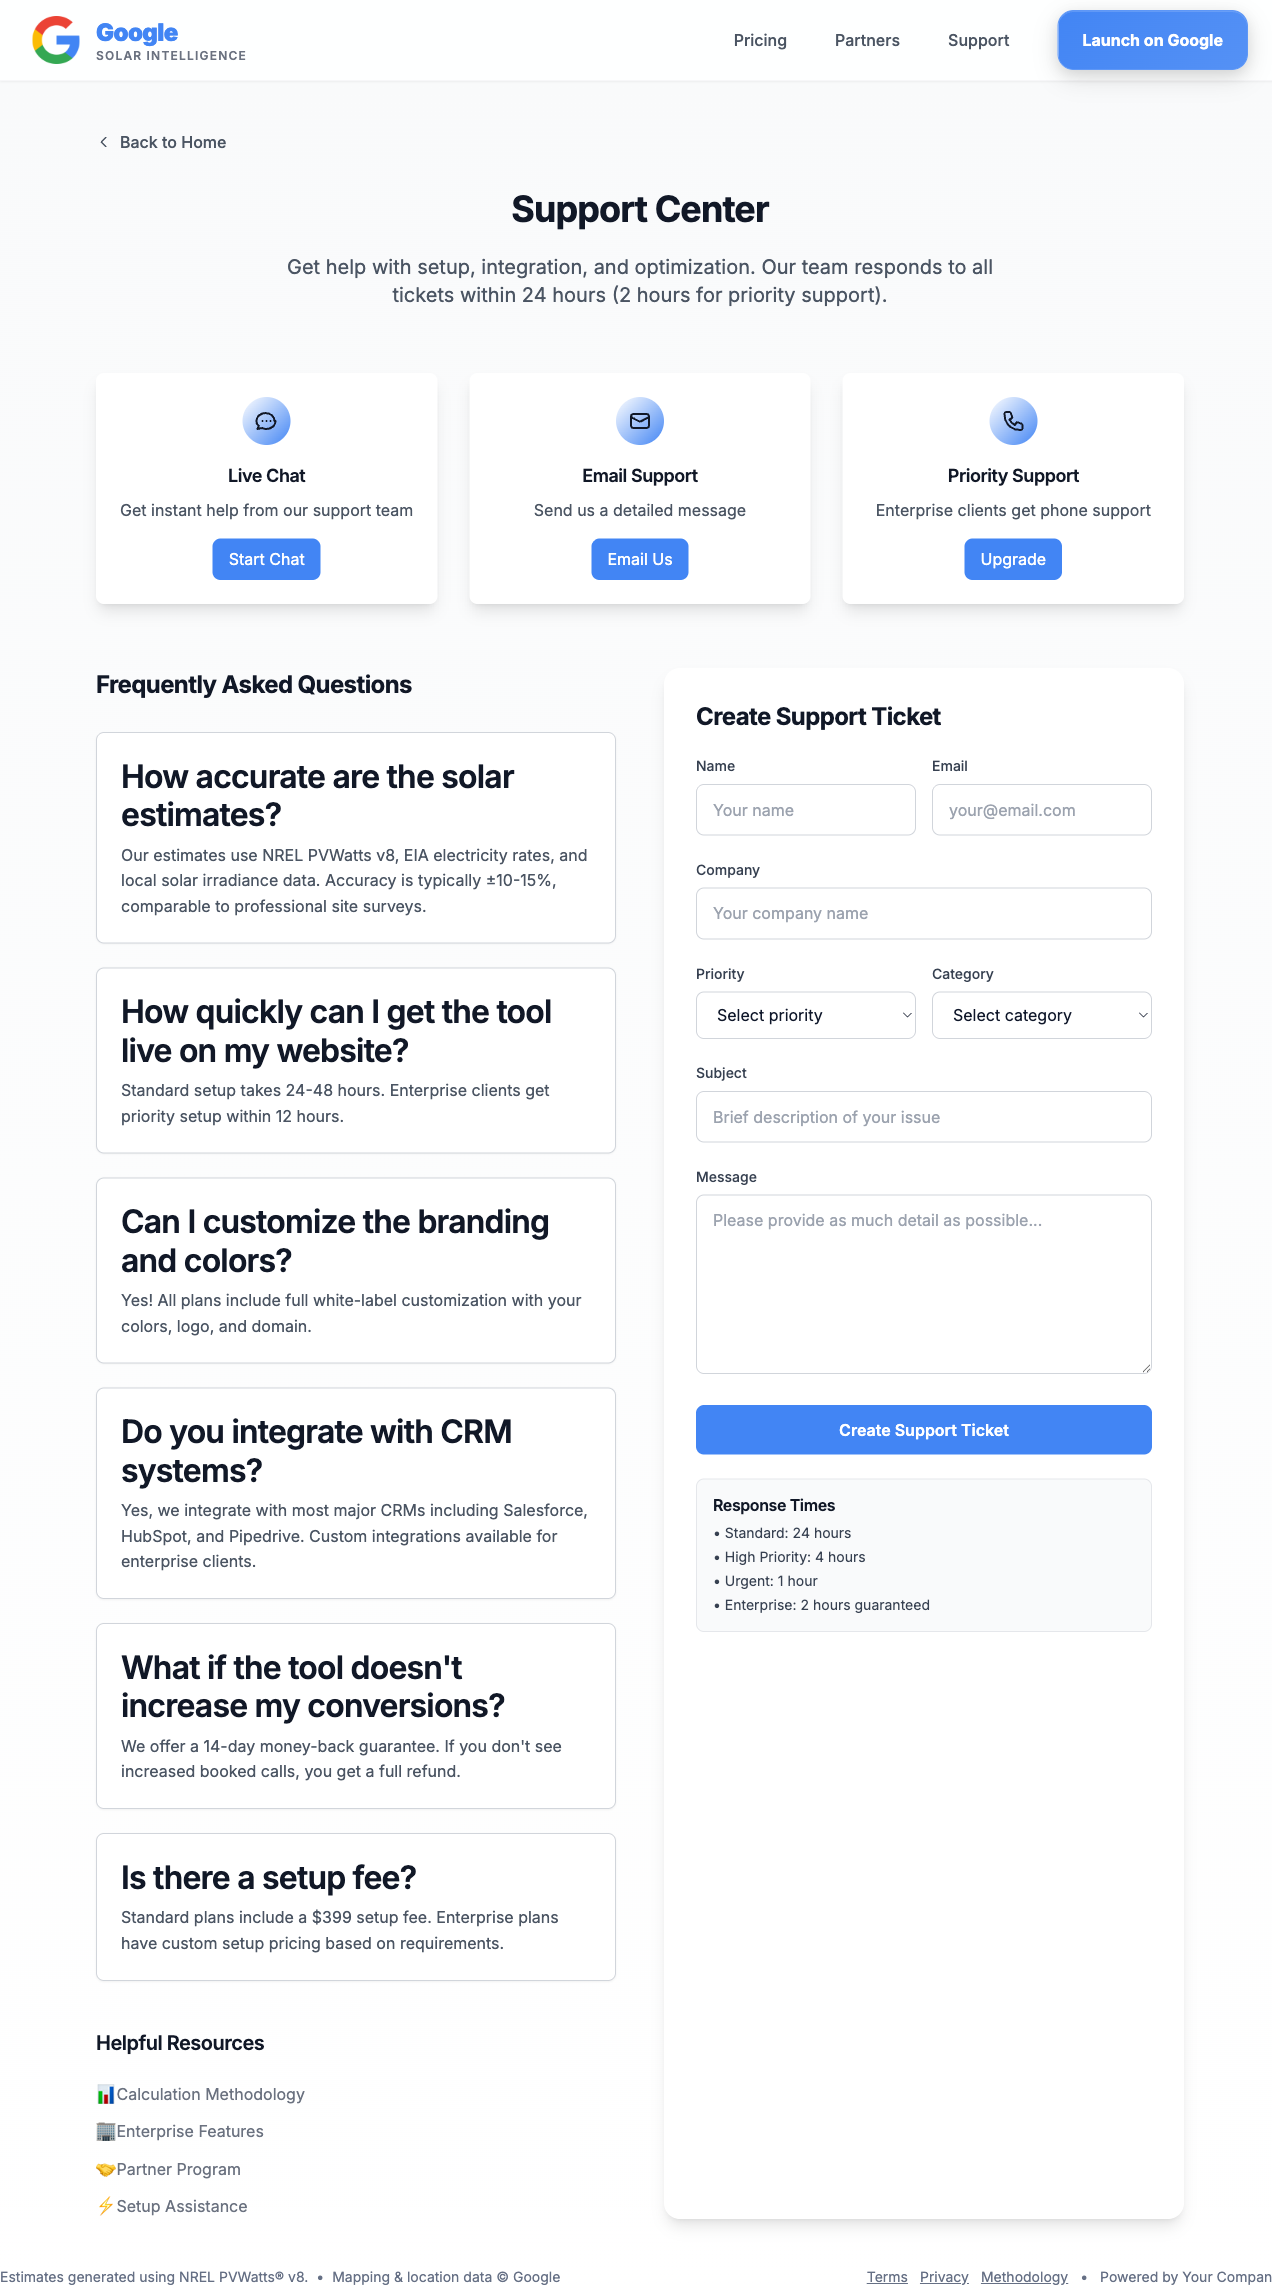 Google
SOLAR INTELLIGENCE
Pricing
Partners
Support
Launch on Google
Back to Home
Support Center
Get help with setup, integration, and optimization. Our team responds to all
tickets within 24 hours (2 hours for priority support).
Live Chat
Get instant help from our support team
Start Chat
Email Support
Send us a detailed message
Email Us
Priority Support
Enterprise clients get phone support
Upgrade
Frequently Asked Questions
How accurate are the solar
estimates?
Our estimates use NREL PVWatts v8, EIA electricity rates, and
local solar irradiance data. Accuracy is typically ±10-15%,
comparable to professional site surveys.
How quickly can I get the tool
live on my website?
Standard setup takes 24-48 hours. Enterprise clients get
priority setup within 12 hours.
Can I customize the branding
and colors?
Yes! All plans include full white-label customization with your
colors, logo, and domain.
Do you integrate with CRM
systems?
Yes, we integrate with most major CRMs including Salesforce,
HubSpot, and Pipedrive. Custom integrations available for
enterprise clients.
What if the tool doesn't
increase my conversions?
We offer a 14-day money-back guarantee. If you don't see
increased booked calls, you get a full refund.
Is there a setup fee?
Standard plans include a $399 setup fee. Enterprise plans
have custom setup pricing based on requirements.
Helpful Resources
📊Calculation Methodology
🏢Enterprise Features
🤝Partner Program
⚡Setup Assistance
Create Support Ticket
Name
Email
Your name
your@email.com
Company
Your company name
Priority
Category
Select priority
Select category
Subject
Brief description of your issue
Message
Please provide as much detail as possible...
Create Support Ticket
Response Times
• Standard: 24 hours
• High Priority: 4 hours
• Urgent: 1 hour
• Enterprise: 2 hours guaranteed
Estimates generated using NREL PVWatts® v8. • Mapping & location data © Google
Terms Privacy Methodology • Powered by Your Compan